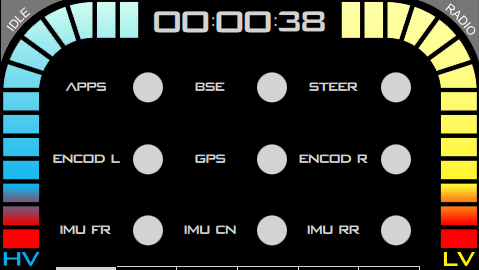 IDLE
00:00:38
RADIO
APPS
BSE
STEER
ENCOD L
GPS
ENCOD R
IMU FR
IMU CN
IMU RR
HV
LV